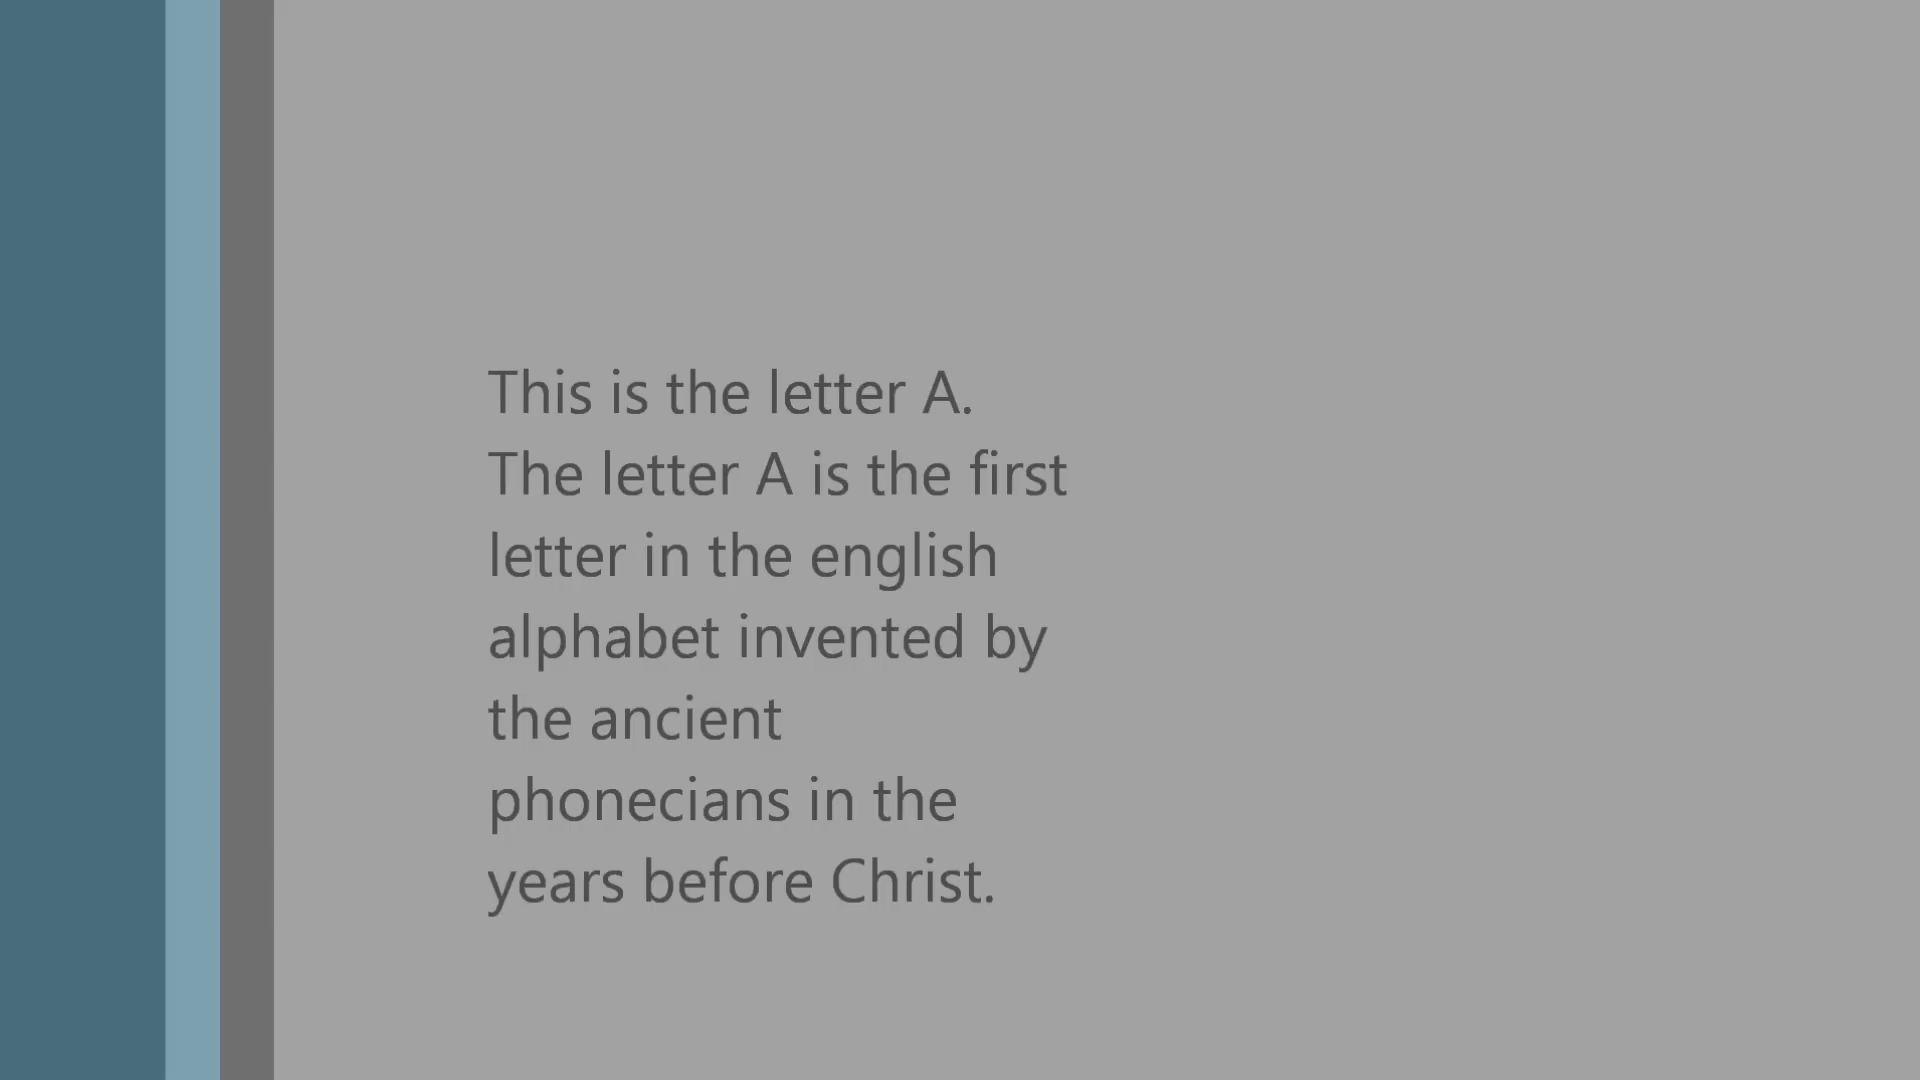 This is the letter A.
The letter A is the first
letter in the english
alphabet invented by
the ancient
phonecians in the
years before Christ.